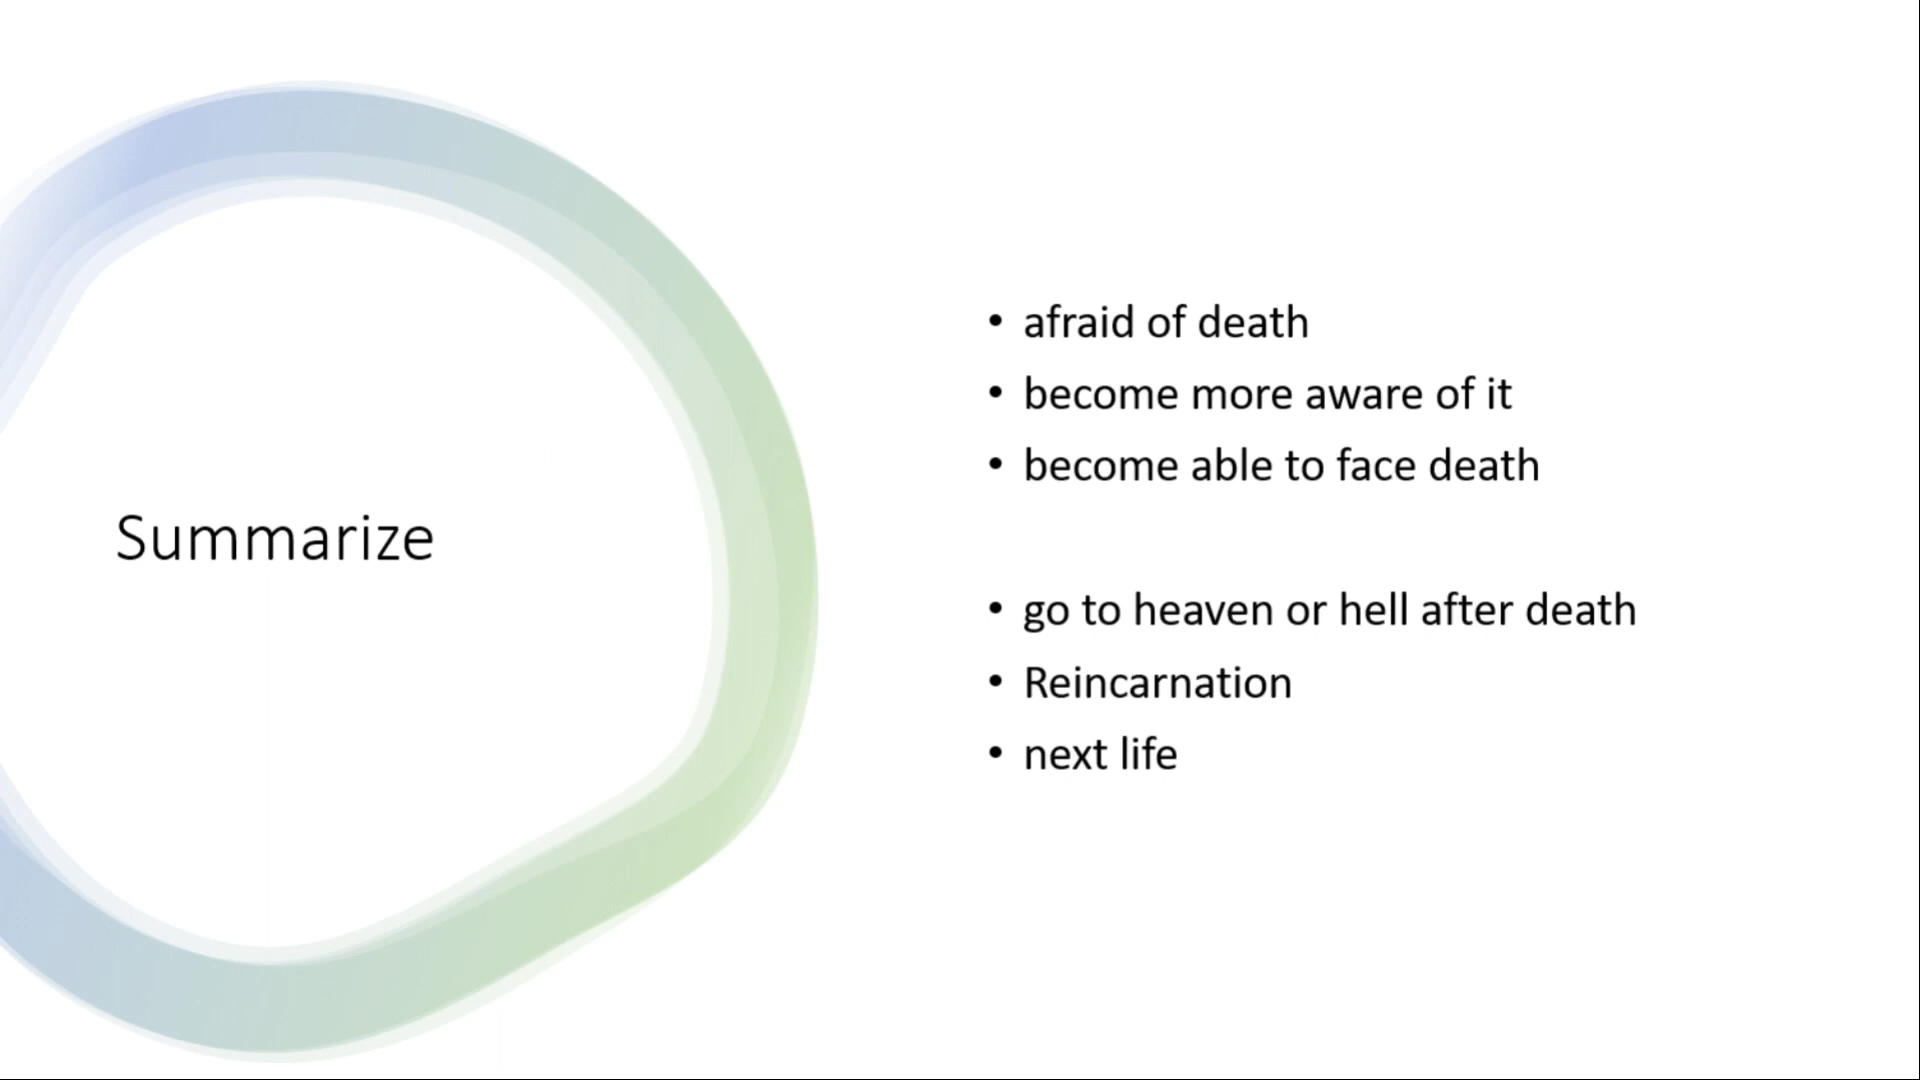 Summarize
• afraid of death
• become more aware of it
• become able to face death
• go to heaven or hell after death
• Reincarnation
• next life